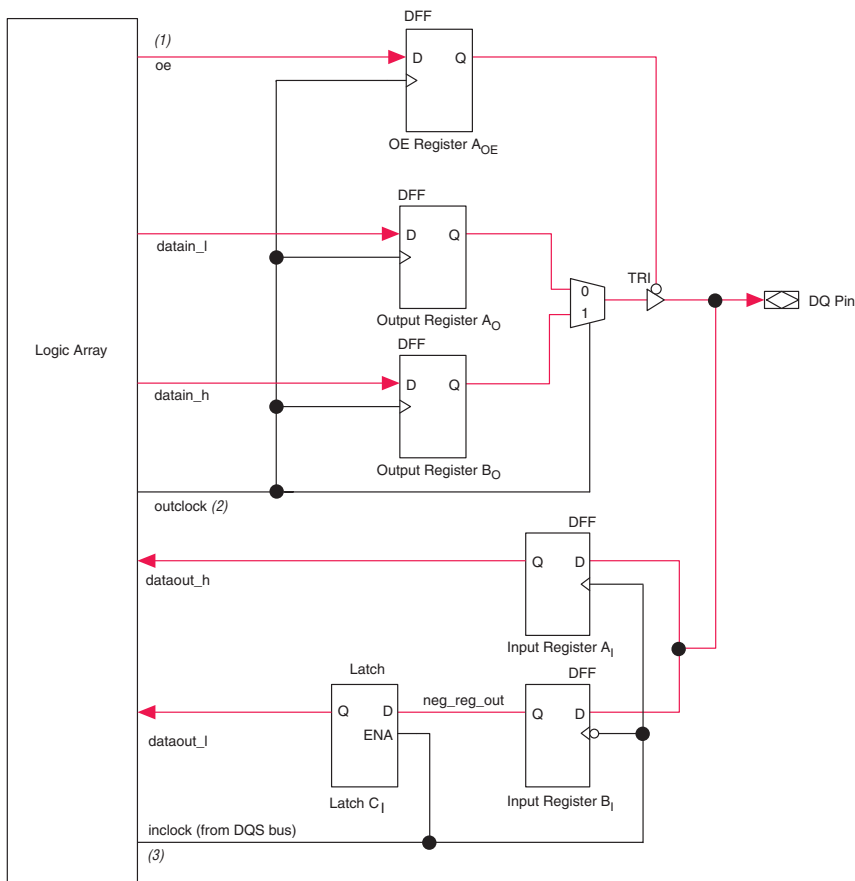 DFF
(1)
oe
D Q
OE Register AOE
DFF
datain_l
D Q
Output Register AO
0
1
TRI
DQ Pin
Logic Array
DFF
datain_h
D Q
Output Register BO
outclock (2)
DFF
Q D
dataout_h
Input Register AI
Latch
DFF
neg_reg_out
Q D
ENA
Q D
dataout_l
Latch CI
Input Register BI
inclock (from DQS bus)
(3)